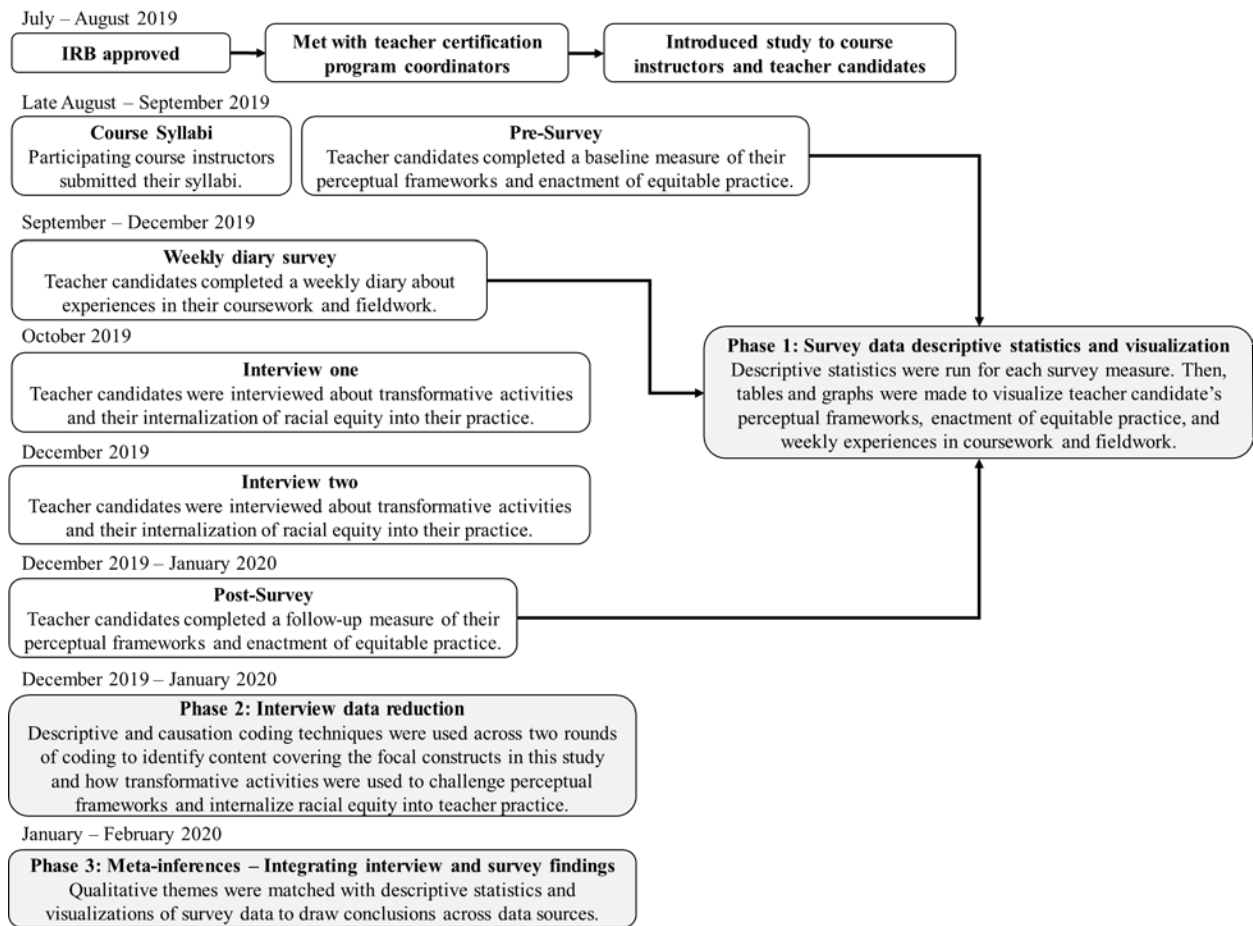 July – August 2019
IRB approved
Met with teacher certification
program coordinators
Introduced study to course
instructors and teacher candidates
Late August – September 2019
Course Syllabi
Participating course instructors
submitted their syllabi.
Pre-Survey
Teacher candidates completed a baseline measure of their
perceptual frameworks and enactment of equitable practice.
September – December 2019
Weekly diary survey
Teacher candidates completed a weekly diary about
experiences in their coursework and fieldwork.
October 2019
Interview one
Teacher candidates were interviewed about transformative activities
and their internalization of racial equity into their practice.
December 2019
Interview two
Teacher candidates were interviewed about transformative activities
and their internalization of racial equity into their practice.
December 2019 – January 2020
Post-Survey
Teacher candidates completed a follow-up measure of their
perceptual frameworks and enactment of equitable practice.
Phase 1: Survey data descriptive statistics and visualization
Descriptive statistics were run for each survey measure. Then,
tables and graphs were made to visualize teacher candidate's
perceptual frameworks, enactment of equitable practice, and
weekly experiences in coursework and fieldwork.
December 2019 – January 2020
Phase 2: Interview data reduction
Descriptive and causation coding techniques were used across two rounds
of coding to identify content covering the focal constructs in this study
and how transformative activities were used to challenge perceptual
frameworks and internalize racial equity into teacher practice.
January – February 2020
Phase 3: Meta-inferences – Integrating interview and survey findings
Qualitative themes were matched with descriptive statistics and
visualizations of survey data to draw conclusions across data sources.